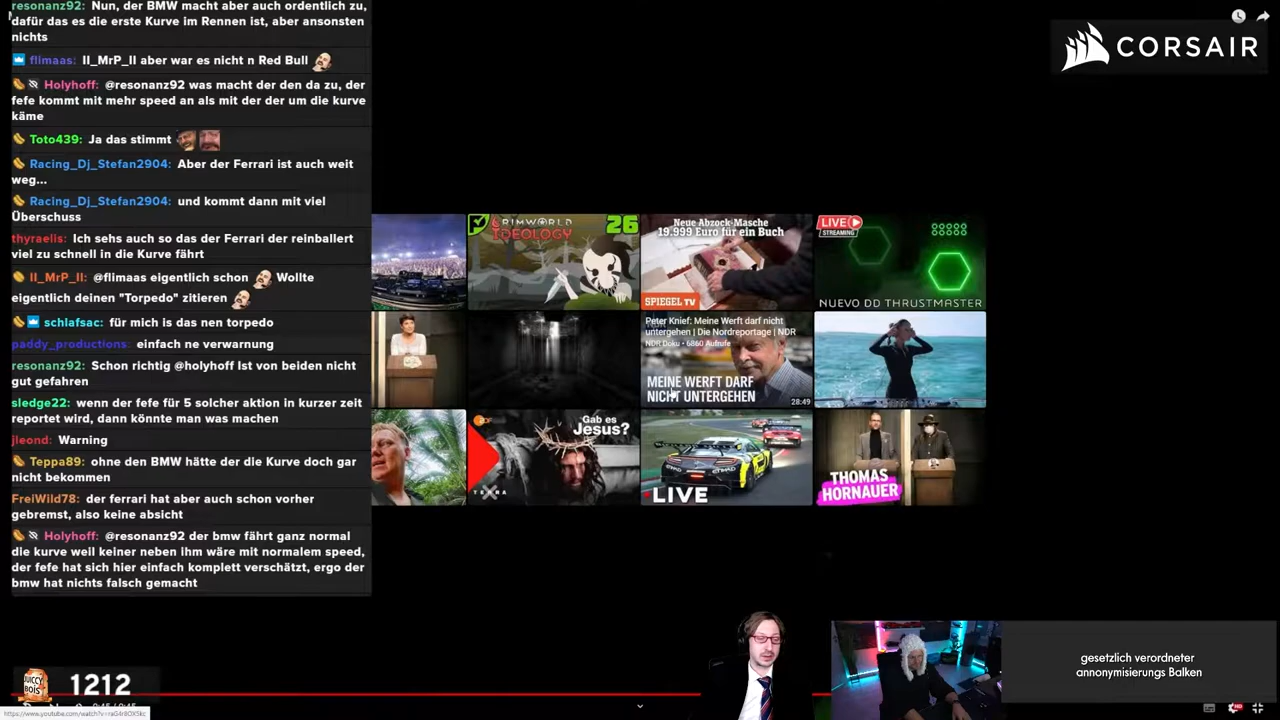 resonanz92: Nun, der BMW macht aber auch ordentlich zu,
dafür das es die erste Kurve im Rennen ist, aber ansonsten
nichts
flimaas: II_MrP_II aber war es nicht n Red Bull
Holyhoff: @resonanz92 was macht der den da zu, der
fefe kommt mit mehr speed an als mit der der um die kurve
käme
Toto439: Ja das stimmt
Racing_Dj_Stefan2904: Aber der Ferrari ist auch weit
weg...
Racing_Dj_Stefan2904: und kommt dann mit viel
Überschuss
thyraelis: Ich sehs auch so das der Ferrari der reinballert
viel zu schnell in die Kurve fährt
II_MrP_II: @flimaas eigentlich schon Wollte
eigentlich deinen "Torpedo" zitieren
schlafsac: für mich is das nen torpedo
paddy_productions: einfach ne verwarnung
resonanz92: Schon richtig @holyhoff Ist von beiden nicht
gut gefahren
sledge22: wenn der fefe für 5 solcher aktion in kurzer zeit
reportet wird, dann könnte man was machen
jleond: Warning
Teppa89: ohne den BMW hätte der die Kurve doch gar
nicht bekommen
FreiWild78: der ferrari hat aber auch schon vorher
gebremst, also keine absicht
Holyhoff: @resonanz92 der bmw fährt ganz normal
die kurve weil keiner neben ihm wäre mit normalem speed,
der fefe hat sich hier einfach komplett verschätzt, ergo der
bmw hat nichts falsch gemacht
CORSAIR
RIMWORLD
IDEOLOGY
26
Neue Abzock-Masche
19.999 Euro für ein Buch
SPIEGEL TV
LIVE
STREAMING
NUEVO DD THRUSTMASTER
Peter Knief: Meine Werft darf nicht
untergehen | Die Nordreportage | NDR
NDR Doku • 6860 Aufrufe
MEINE WERFT DARF
NICHT UNTERGEHEN
28:49
ZDF
Gab es
Jesus?
TERRA
X
LIVE
THOMAS
HORNAUER
JUICCY
BOIS
1212
gesetzlich verordneter
annonymisierungs Balken
HD